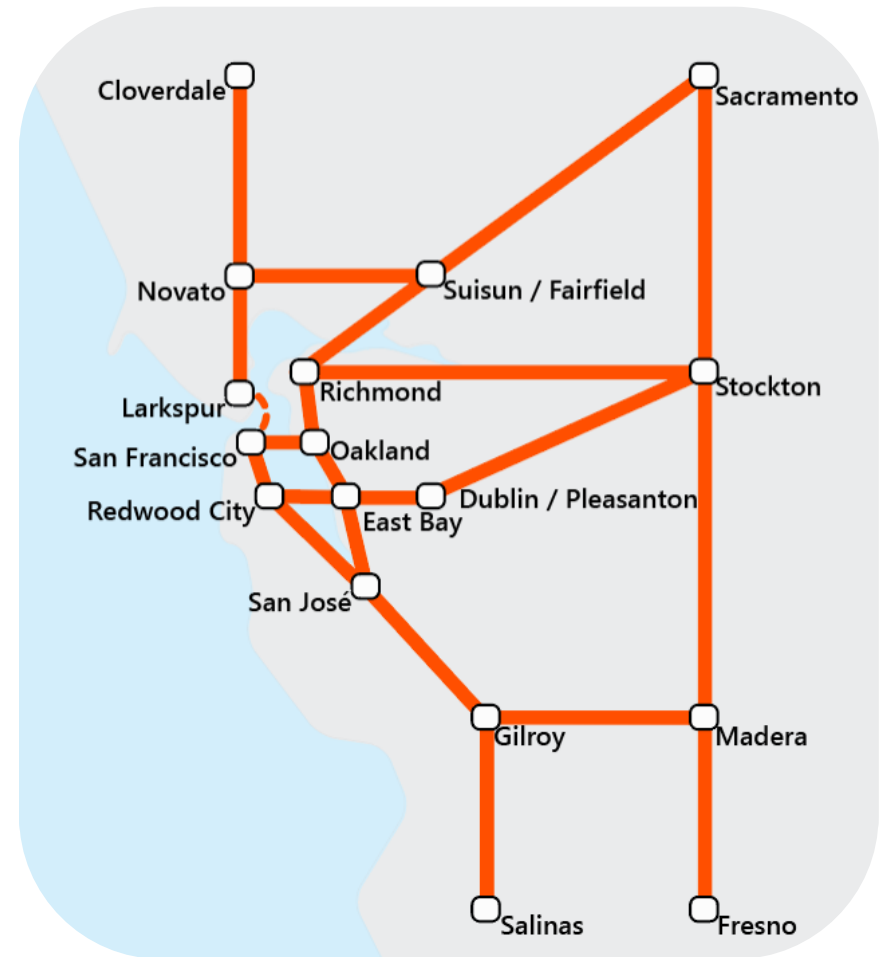 Cloverdale
Sacramento
Novato
Suisun / Fairfield
Richmond
Stockton
Larkspur
San Francisco
Oakland
Redwood City
East Bay
Dublin / Pleasanton
San José
Gilroy
Madera
Salinas
Fresno